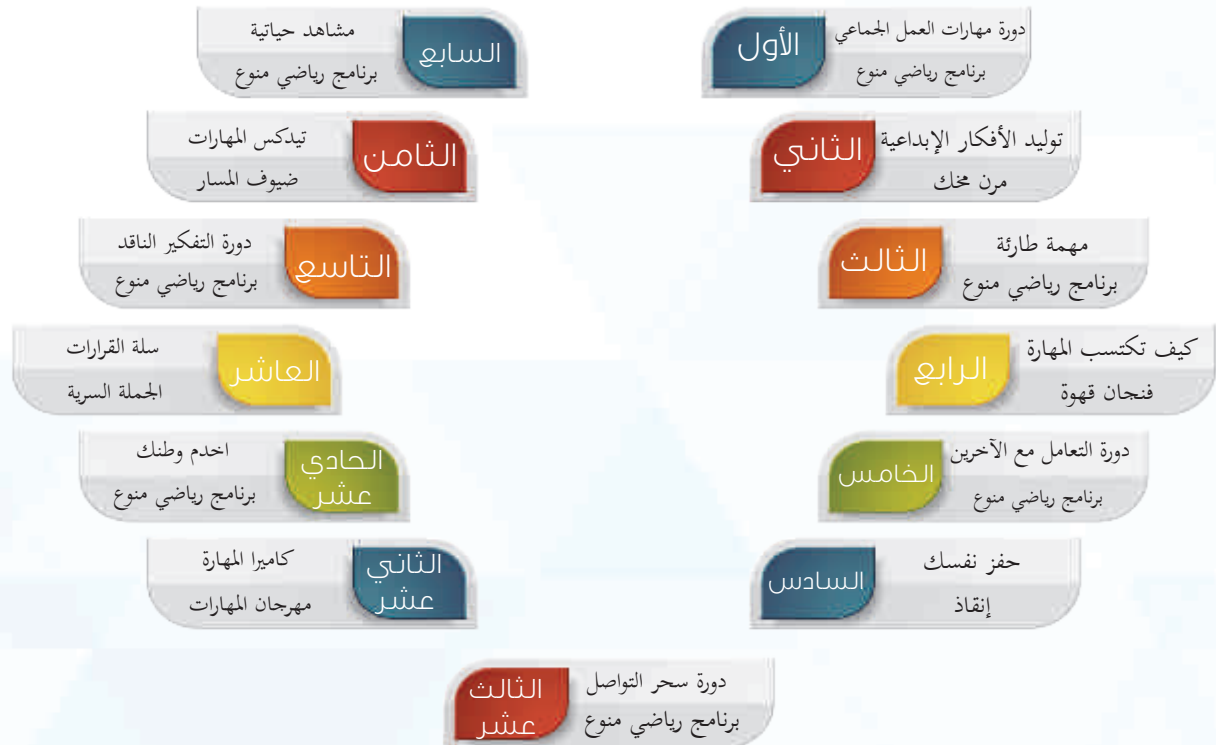 الأول
دورة مهارات العمل الجماعي
برنامج رياضي منوع
الثاني
توليد الأفكار الإبداعية
مرن مخك
الثالث
مهمة طارئة
برنامج رياضي منوع
الرابع
كيف تكتسب المهارة
فنجان قهوة
الخامس
دورة التعامل مع الآخرين
برنامج رياضي منوع
السادس
حفز نفسك
إنقاذ
السابع
مشاهد حياتية
برنامج رياضي منوع
الثامن
تيدكس المهارات
ضيوف المسار
التاسع
دورة التفكير الناقد
برنامج رياضي منوع
العاشر
سلة القرارات
الجملة السرية
الحادي
عشر
اخدم وطنك
برنامج رياضي منوع
الثاني
عشر
كاميرا المهارة
مهرجان المهارات
الثالث
عشر
دورة سحر التواصل
برنامج رياضي منوع